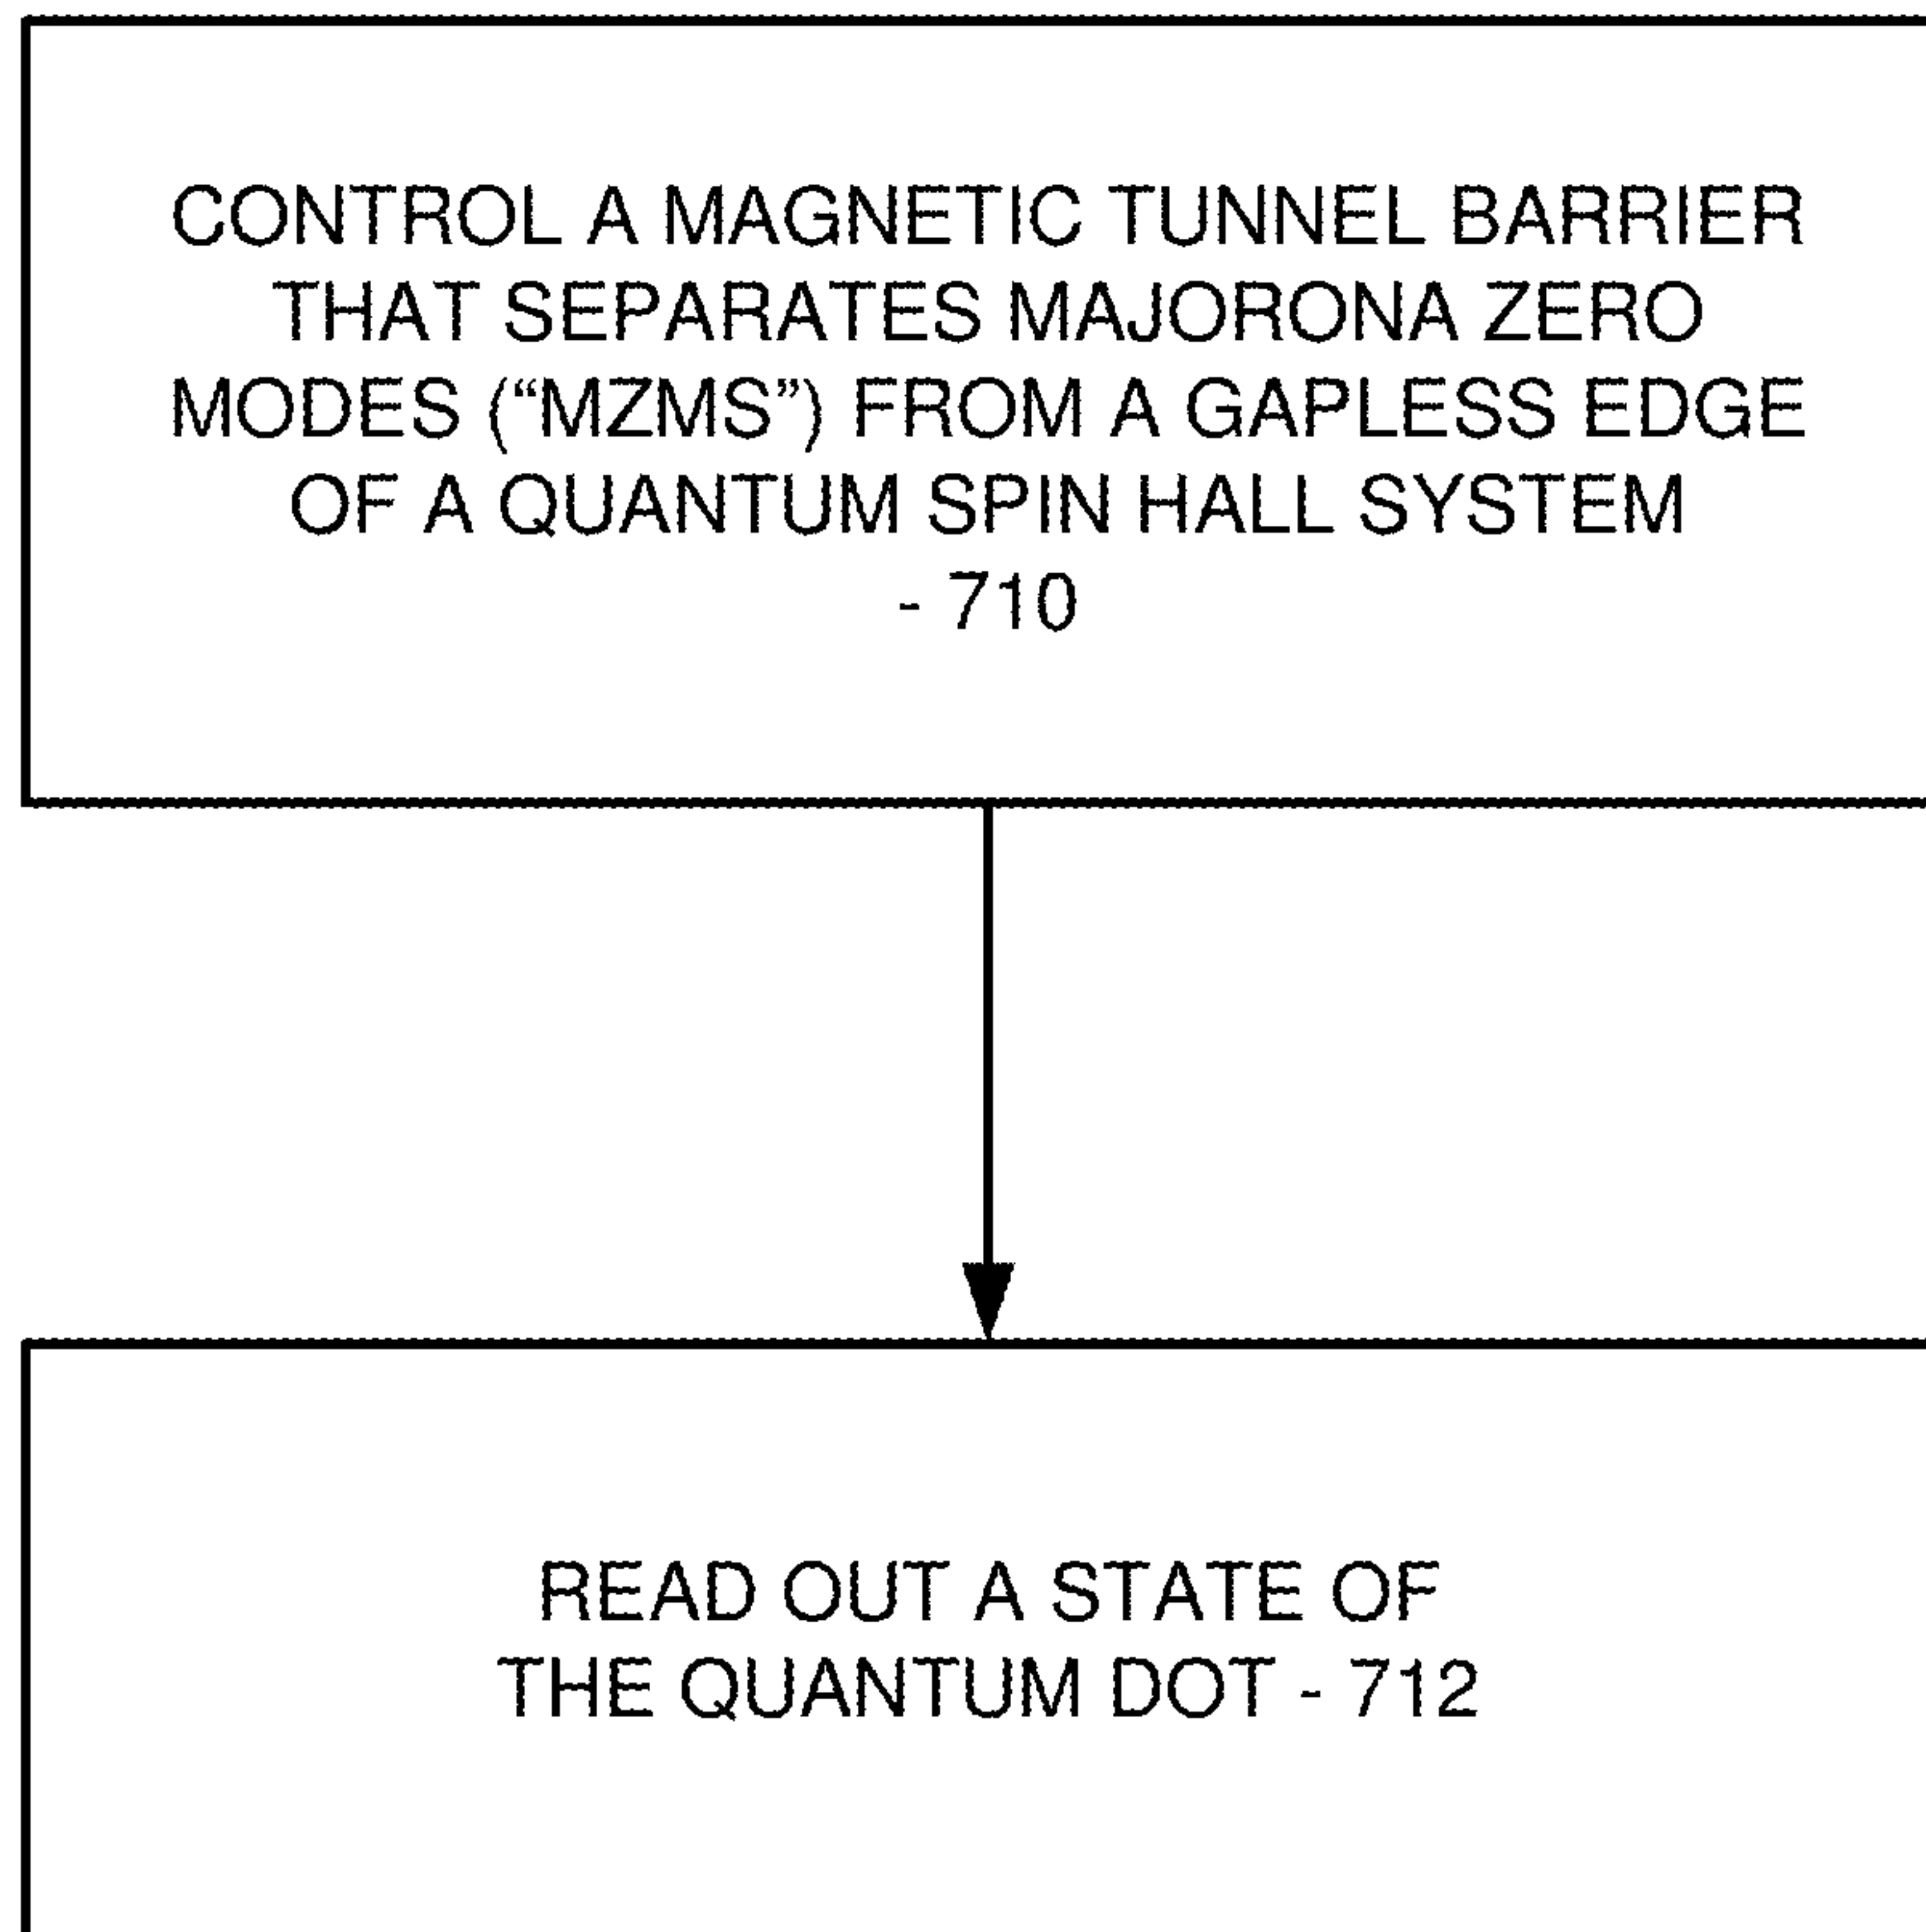 CONTROL A MAGNETIC TUNNEL BARRIER
THAT SEPARATES MAJORONA ZERO
MODES (“MZMS”) FROM A GAPLESS EDGE
OF A QUANTUM SPIN HALL SYSTEM
- 710
READ OUT A STATE OF
THE QUANTUM DOT - 712